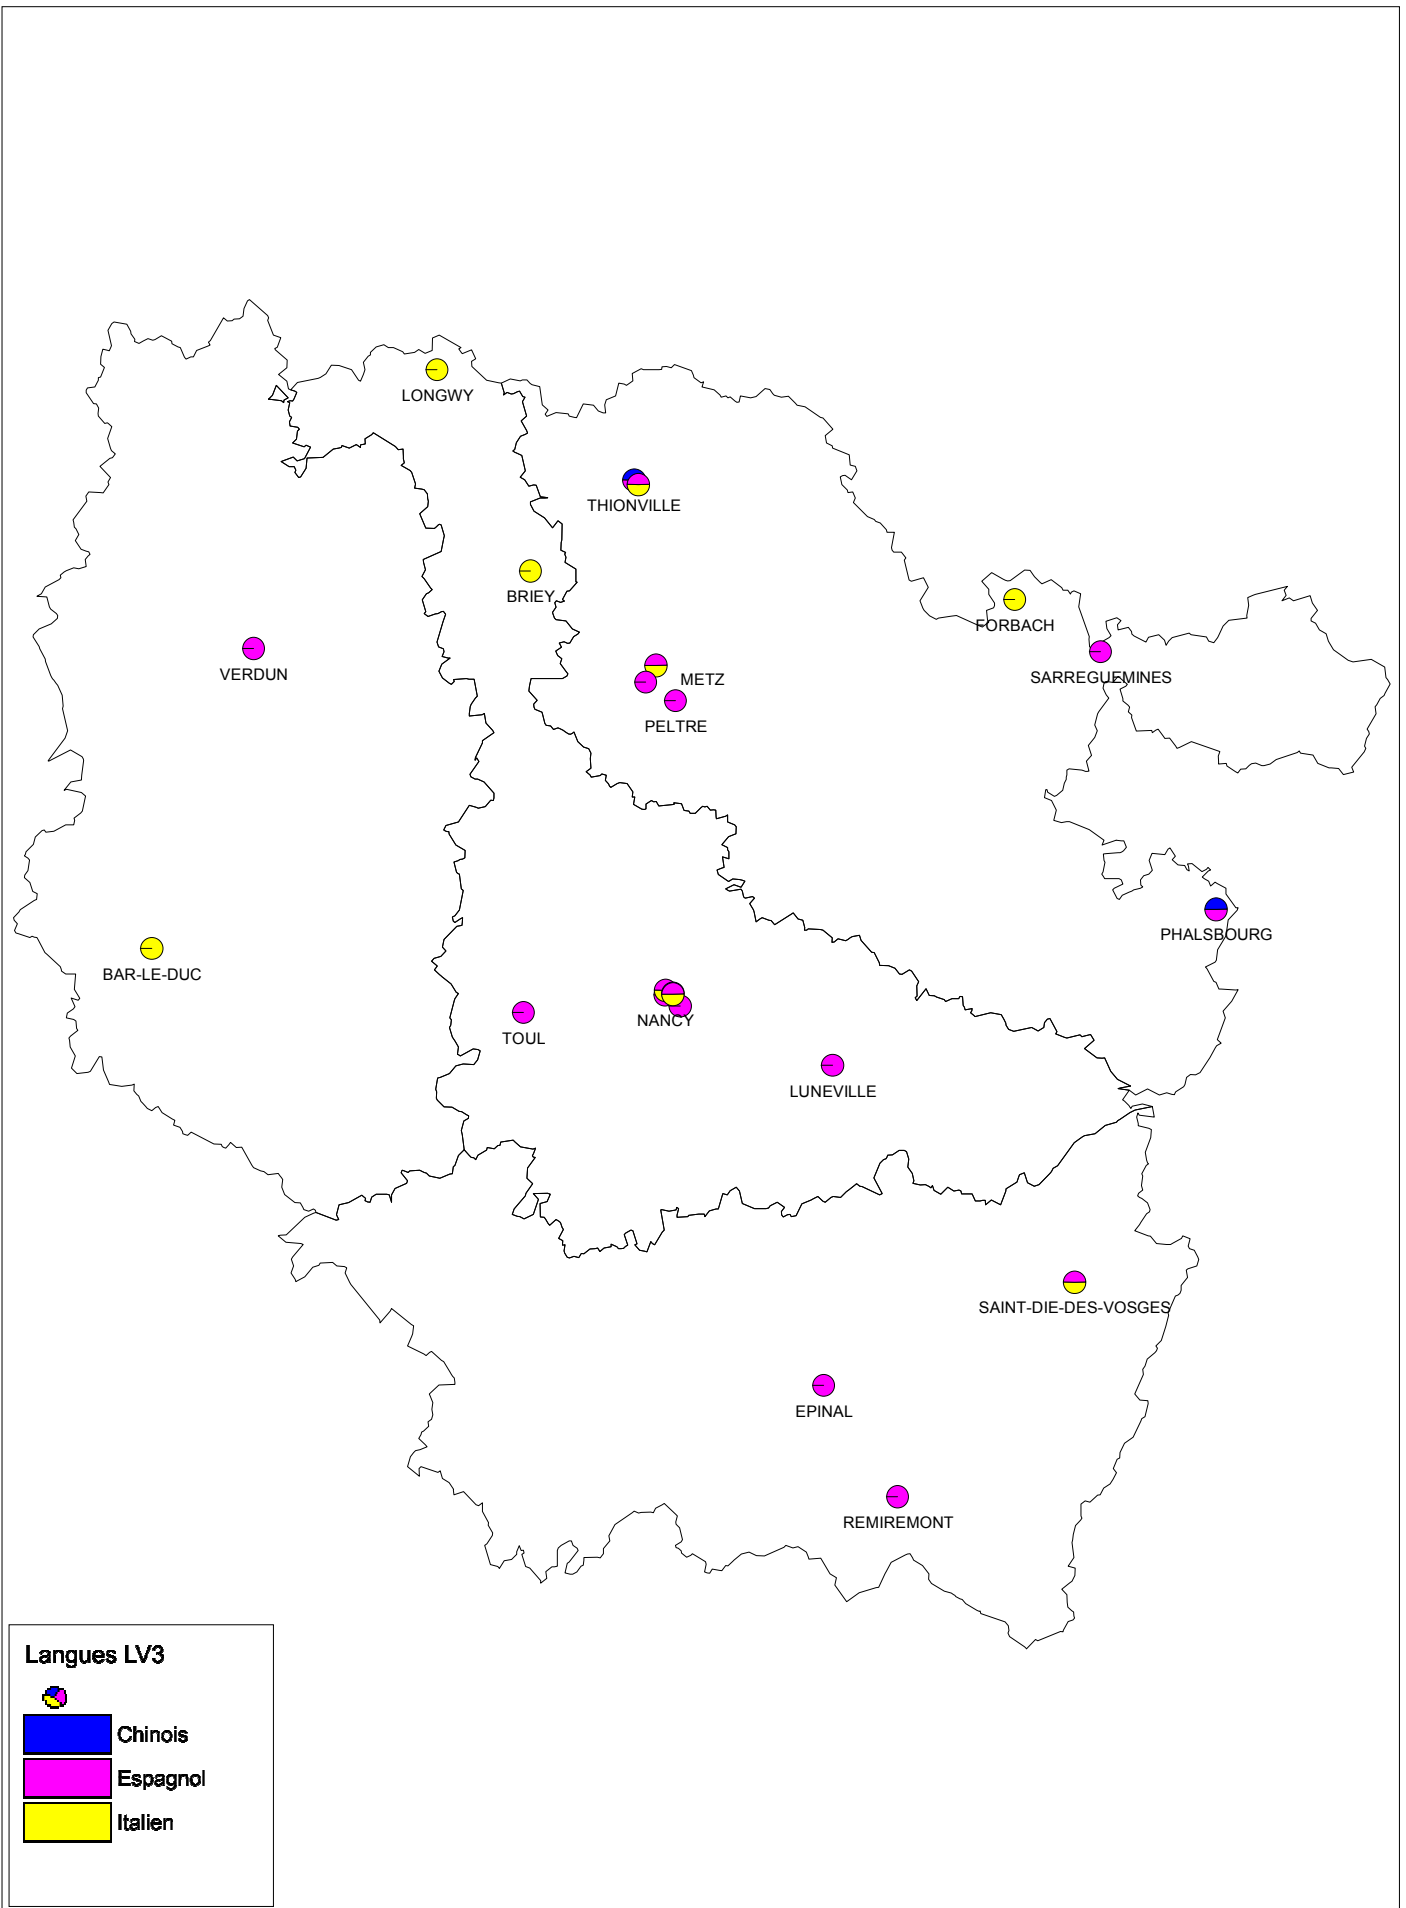 LONGWY
THIONVILLE
BRIEY
FORBACH
VERDUN
METZ
SARREGUEMINES
PELTRE
PHALSBOURG
BAR-LE-DUC
TOUL
NANCY
LUNEVILLE
SAINT-DIE-DES-VOSGES
EPINAL
REMIREMONT
Langues LV3
Chinois
Espagnol
Italien